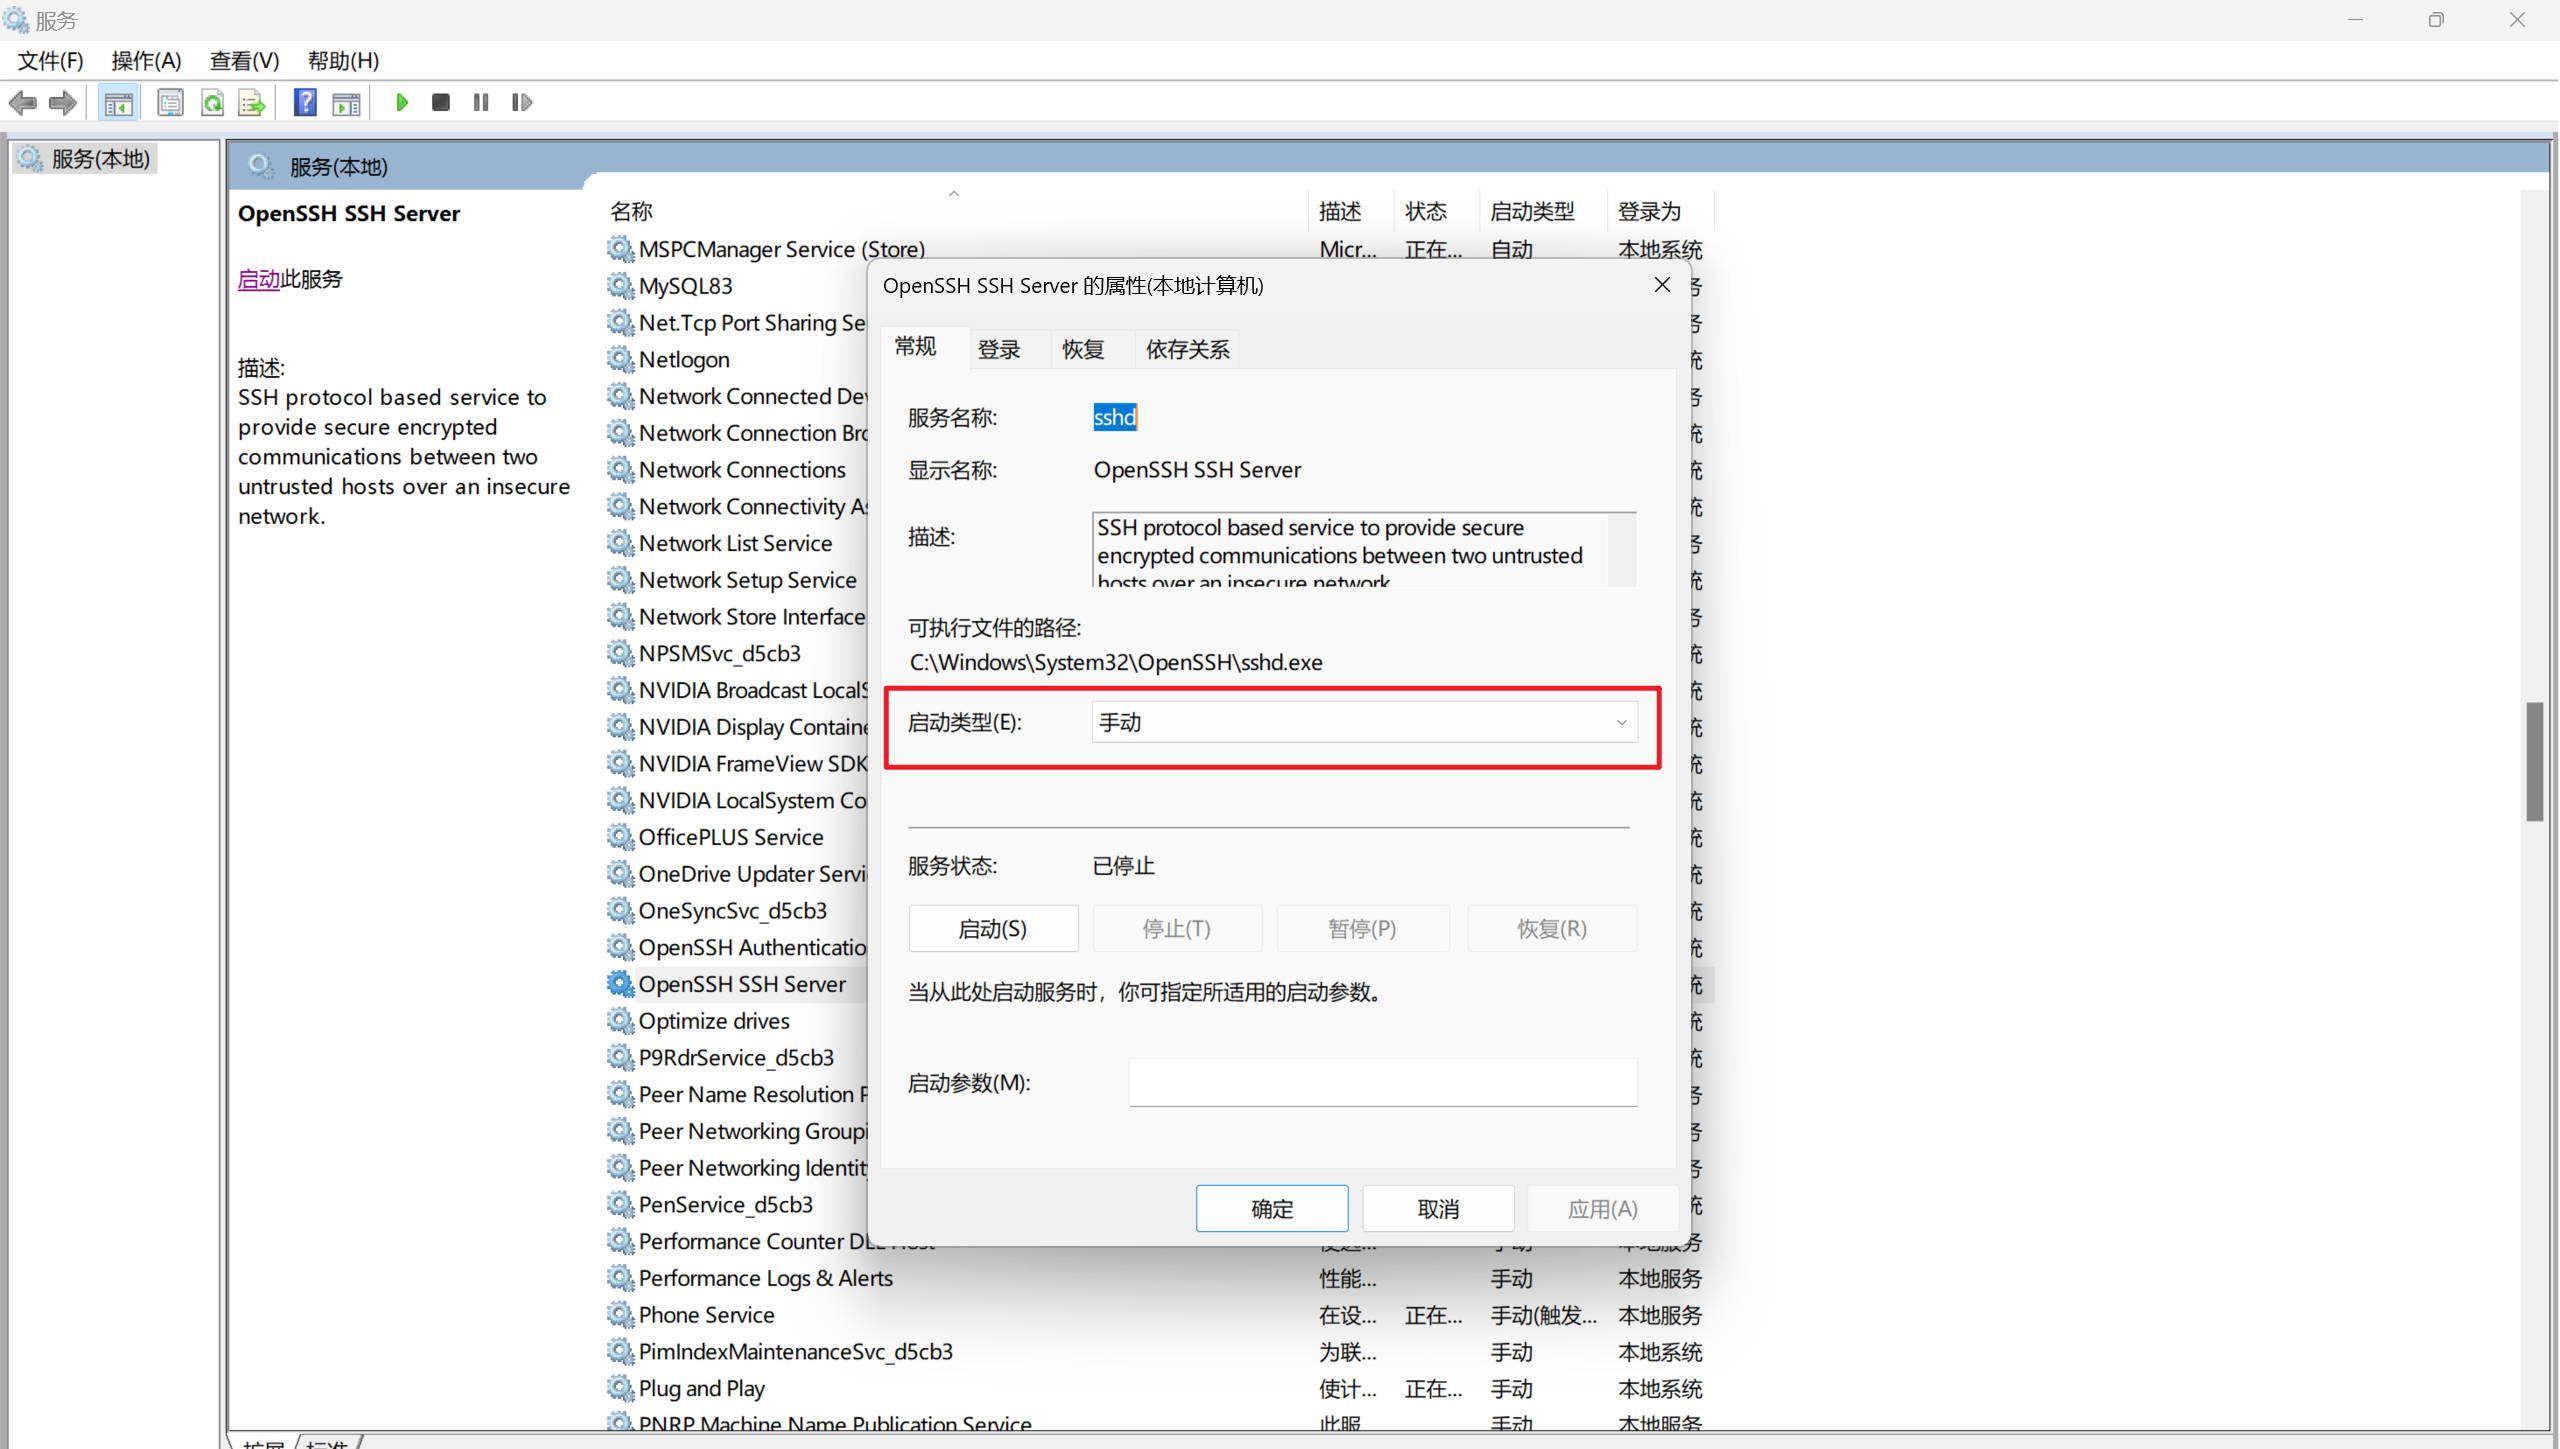 服务
文件(F) 操作(A) 查看(V) 帮助(H)
服务(本地)
服务(本地)
OpenSSH SSH Server
启动此服务
描述:
SSH protocol based service to
provide secure encrypted
communications between two
untrusted hosts over an insecure
network.
名称 描述 状态 启动类型 登录为
MSPCManager Service (Store) Micr... 正在... 自动 本地系统
MySQL83
Net.Tcp Port Sharing Se
Netlogon
Network Connected Dev
Network Connection Bro
Network Connections
Network Connectivity As
Network List Service
Network Setup Service
Network Store Interface
NPSMSvc_d5cb3
NVIDIA Broadcast LocalS
NVIDIA Display Containe
NVIDIA FrameView SDK
NVIDIA LocalSystem Co
OfficePLUS Service
OneDrive Updater Servi
OneSyncSvc_d5cb3
OpenSSH Authenticatio
OpenSSH SSH Server
Optimize drives
P9RdrService_d5cb3
Peer Name Resolution P
Peer Networking Groupi
Peer Networking Identit
PenService_d5cb3
Performance Counter DLL Host 手动 本地服务
Performance Logs & Alerts 性能... 手动 本地服务
Phone Service 在设... 正在... 手动(触发... 本地服务
PimIndexMaintenanceSvc_d5cb3 为联... 手动 本地系统
Plug and Play 使计... 正在... 手动 本地系统
PNRP Machine Name Publication Service 此服 手动 本地服务
扩展 标准
OpenSSH SSH Server 的属性(本地计算机)
常规 登录 恢复 依存关系
服务名称: sshd
显示名称: OpenSSH SSH Server
描述: SSH protocol based service to provide secure
encrypted communications between two untrusted
hosts over an insecure network
可执行文件的路径:
C:\Windows\System32\OpenSSH\sshd.exe
启动类型(E): 手动
服务状态: 已停止
启动(S) 停止(T) 暂停(P) 恢复(R)
当从此处启动服务时，你可指定所适用的启动参数。
启动参数(M):
确定 取消 应用(A)